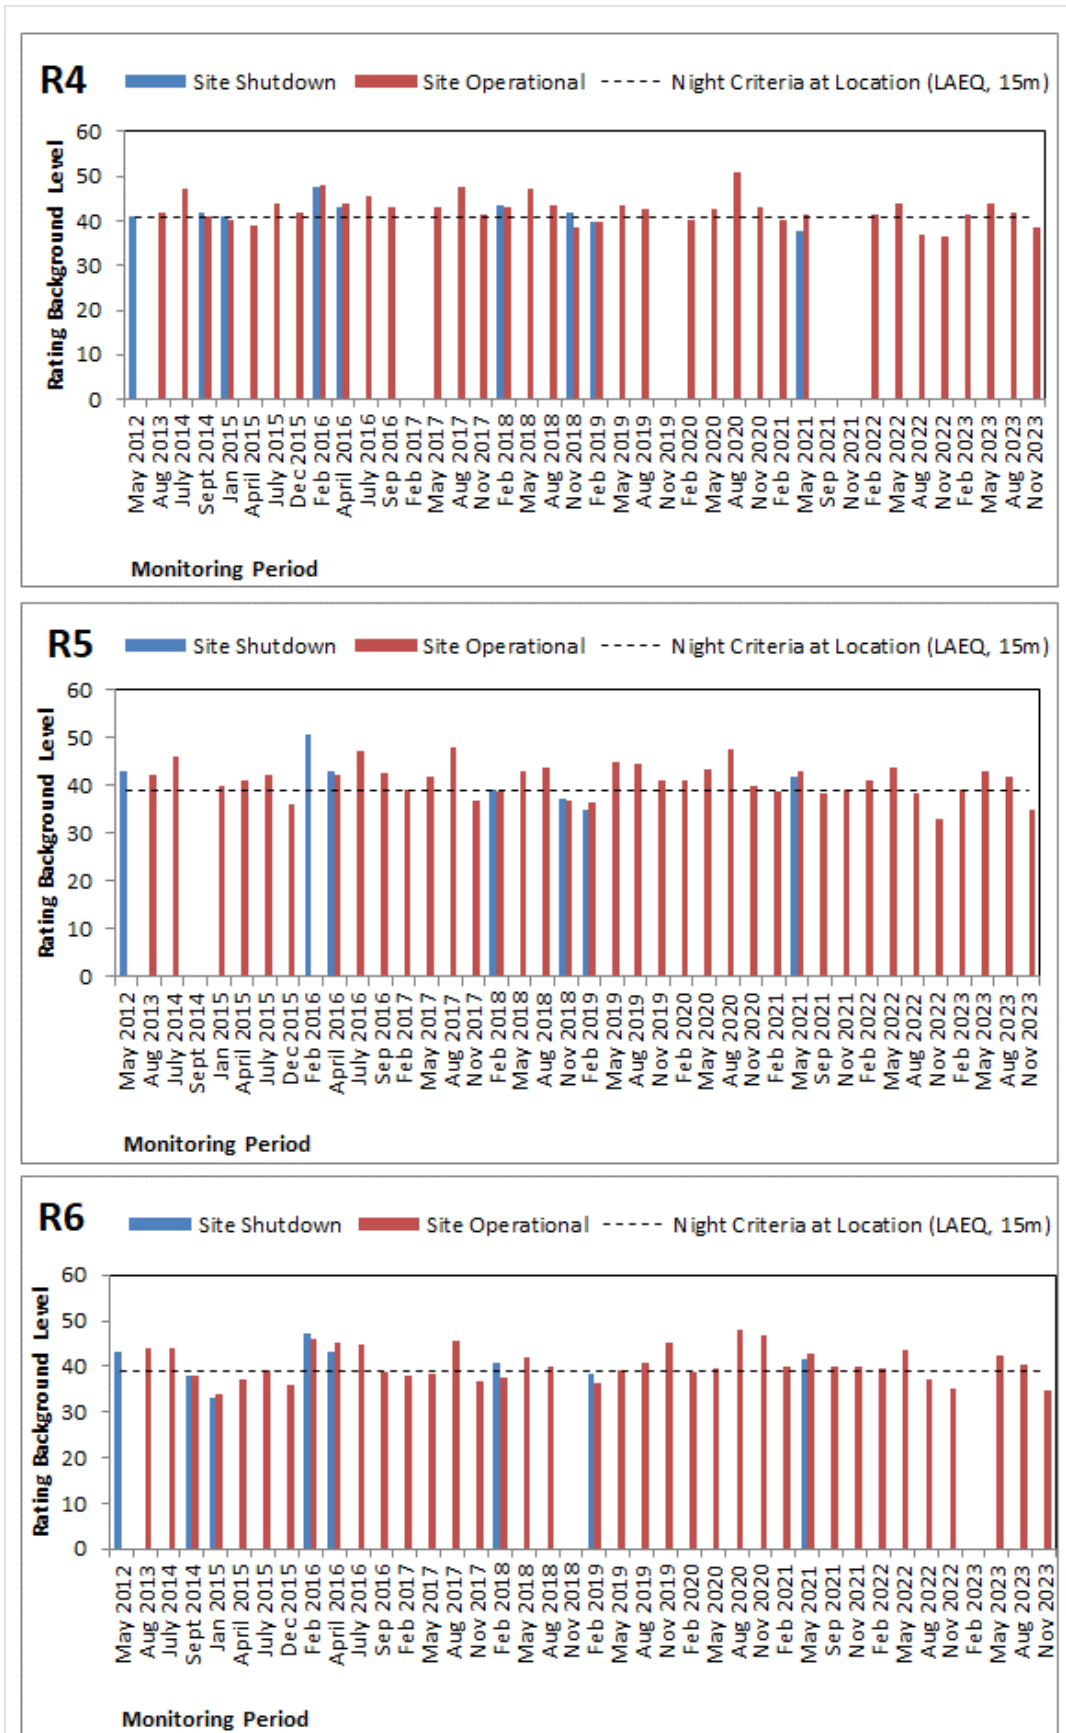 R4 Site Shutdown Site Operational Night Criteria at Location (LAEQ, 15m)
Rating Background Level
60
50
40
30
20
10
0
May 2012
Aug 2013
July 2014
Sept 2014
Jan 2015
April 2015
July 2015
Dec 2015
Feb 2016
April 2016
July 2016
Sep 2016
Feb 2017
May 2017
Aug 2017
Nov 2017
Feb 2018
May 2018
Aug 2018
Nov 2018
Feb 2019
May 2019
Aug 2019
Nov 2019
Feb 2020
May 2020
Aug 2020
Nov 2020
Feb 2021
May 2021
Sep 2021
Nov 2021
Feb 2022
May 2022
Aug 2022
Nov 2022
Feb 2023
May 2023
Aug 2023
Nov 2023
Monitoring Period
R5 Site Shutdown Site Operational Night Criteria at Location (LAEQ, 15m)
Rating Background Level
60
50
40
30
20
10
0
May 2012
Aug 2013
July 2014
Sept 2014
Jan 2015
April 2015
July 2015
Dec 2015
Feb 2016
April 2016
July 2016
Sep 2016
Feb 2017
May 2017
Aug 2017
Nov 2017
Feb 2018
May 2018
Aug 2018
Nov 2018
Feb 2019
May 2019
Aug 2019
Nov 2019
Feb 2020
May 2020
Aug 2020
Nov 2020
Feb 2021
May 2021
Sep 2021
Nov 2021
Feb 2022
May 2022
Aug 2022
Nov 2022
Feb 2023
May 2023
Aug 2023
Nov 2023
Monitoring Period
R6 Site Shutdown Site Operational Night Criteria at Location (LAEQ, 15m)
Rating Background Level
60
50
40
30
20
10
0
May 2012
Aug 2013
July 2014
Sept 2014
Jan 2015
April 2015
July 2015
Dec 2015
Feb 2016
April 2016
July 2016
Sep 2016
Feb 2017
May 2017
Aug 2017
Nov 2017
Feb 2018
May 2018
Aug 2018
Nov 2018
Feb 2019
May 2019
Aug 2019
Nov 2019
Feb 2020
May 2020
Aug 2020
Nov 2020
Feb 2021
May 2021
Sep 2021
Nov 2021
Feb 2022
May 2022
Aug 2022
Nov 2022
Feb 2023
May 2023
Aug 2023
Nov 2023
Monitoring Period